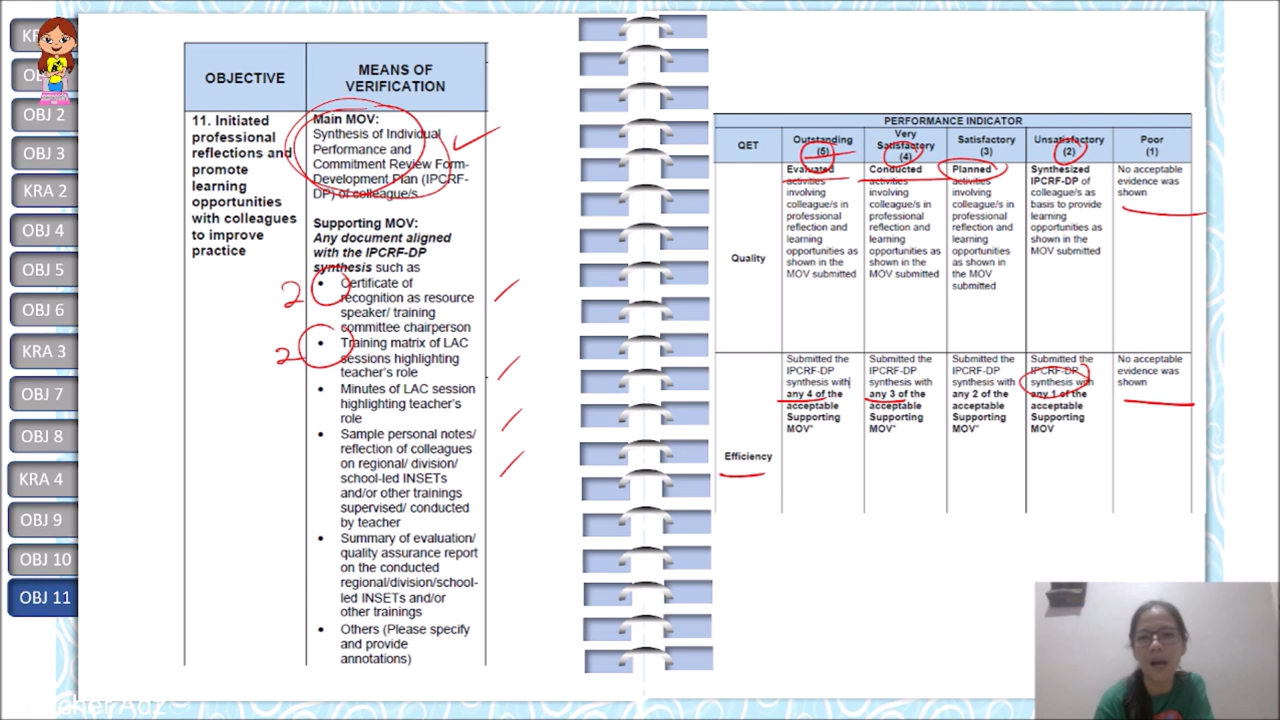 OBJ 2
OBJ 3
KRA 2
OBJ 4
OBJ 5
OBJ 6
KRA 3
OBJ 7
OBJ 8
KRA 4
OBJ 9
OBJ 10
OBJ 11
OBJECTIVE
MEANS OF
VERIFICATION
11. Initiated
professional
reflections and
promote
learning
opportunities
with colleagues
to improve
practice
Main MOV:
Synthesis of Individual
Performance and
Commitment Review Form-
Development Plan (IPCRF-
DP) of colleague/s
Supporting MOV:
Any document aligned
with the IPCRF-DP
synthesis such as
• Certificate of
recognition as resource
speaker/ training
committee chairperson
• Training matrix of LAC
sessions highlighting
teacher's role
• Minutes of LAC session
highlighting teacher's
role
• Sample personal notes/
reflection of colleagues
on regional/ division/
school-led INSETs
and/or other trainings
supervised/ conducted
by teacher
• Summary of evaluation/
quality assurance report
on the conducted
regional/division/school-
led INSETs and/or
other trainings
• Others (Please specify
and provide
annotations)
2
2
PERFORMANCE INDICATOR
QET
Outstanding
(5)
Very
Satisfactory
(4)
Satisfactory
(3)
Unsatisfactory
(2)
Poor
(1)
Quality
Evaluated
activities
involving
colleague/s in
professional
reflection and
learning
opportunities as
shown in the
MOV submitted
Conducted
activities
involving
colleague/s in
professional
reflection and
learning
opportunities as
shown in the
MOV submitted
Planned
activities
involving
colleague/s in
professional
reflection and
learning
opportunities
as shown in
the MOV
submitted
Synthesized
IPCRF-DP of
colleague/s as
basis to provide
learning
opportunities as
shown in the
MOV submitted
No acceptable
evidence was
shown
Efficiency
Submitted the
IPCRF-DP
synthesis with
any 4 of the
acceptable
Supporting
MOV*
Submitted the
IPCRF-DP
synthesis with
any 3 of the
acceptable
Supporting
MOV*
Submitted the
IPCRF-DP
synthesis with
any 2 of the
acceptable
Supporting
MOV*
Submitted the
IPCRF-DP
synthesis with
any 1 of the
acceptable
Supporting
MOV
No acceptable
evidence was
shown